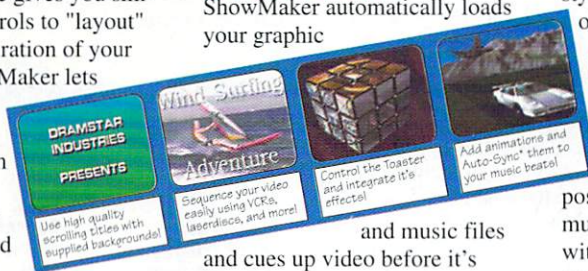 e gives you
rols to "layout"
ration of your
Maker lets
ShowMaker automatically loads
your graphic
DRAMSTAR
INDUSTRIES
PRESENTS
Use high quality
scrolling titles with
supplied backgrounds!
Wind Surfing
Adventure
Sequence your video
easily using VCRs,
laserdiscs, and more!
Control the Toaster
and integrate it's
effects!
Add animations and
Auto-Sync* them to
your music beats!
and music files
and cues up video before it's
pos
mu
wit